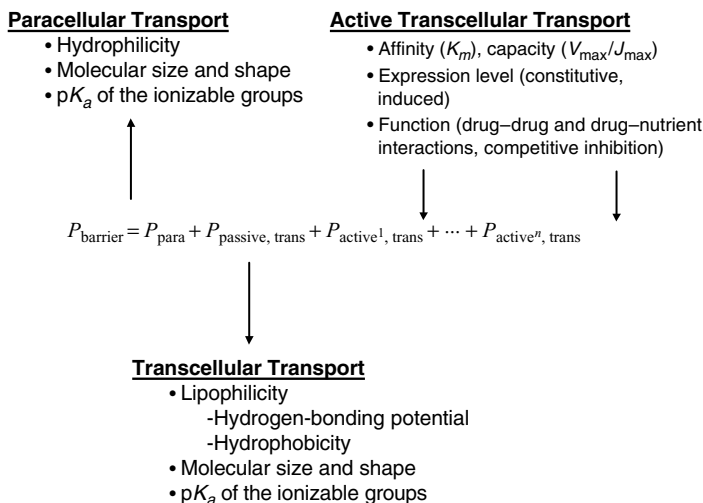 Paracellular Transport
• Hydrophilicity
• Molecular size and shape
• pKa of the ionizable groups
Active Transcellular Transport
• Affinity (Km), capacity (Vmax/Jmax)
• Expression level (constitutive,
induced)
• Function (drug–drug and drug–nutrient
interactions, competitive inhibition)
Pbarrier = Ppara + Ppassive, trans + Pactive¹, trans + ··· + Pactiveⁿ, trans
Transcellular Transport
• Lipophilicity
-Hydrogen-bonding potential
-Hydrophobicity
• Molecular size and shape
• pKa of the ionizable groups